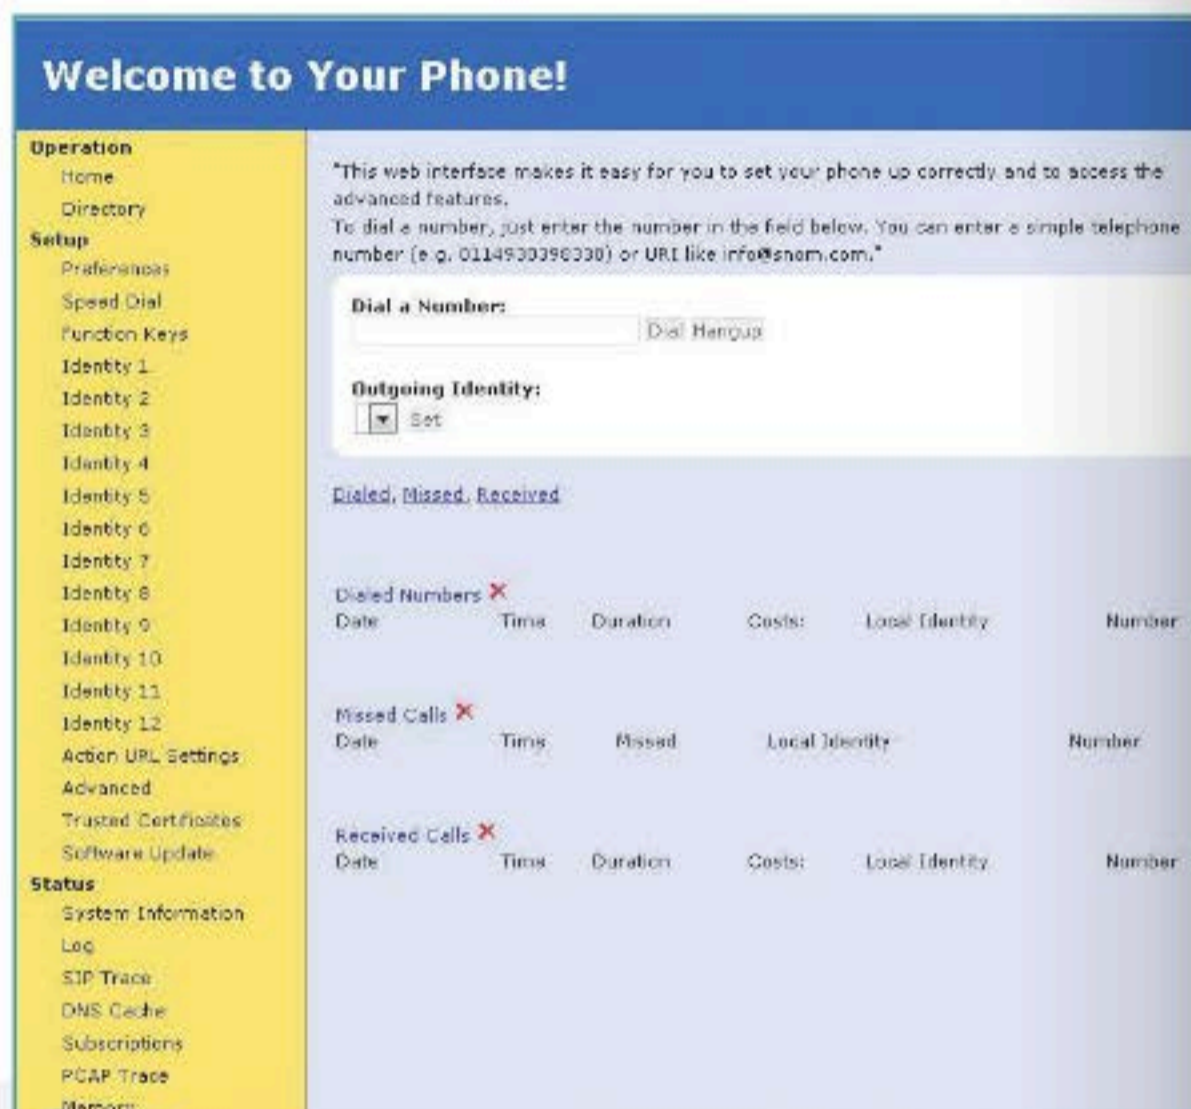 Welcome to Your Phone!
Operation
Home
Directory
Setup
Preferences
Speed Dial
Function Keys
Identity 1
Identity 2
Identity 3
Identity 4
Identity 5
Identity 6
Identity 7
Identity 8
Identity 9
Identity 10
Identity 11
Identity 12
Action URL Settings
Advanced
Trusted Certificates
Software Update
Status
System Information
Log
SIP Trace
DNS Cache
Subscriptions
PCAP Trace
Memory
"This web interface makes it easy for you to set your phone up correctly and to access the
advanced features.
To dial a number, just enter the number in the field below. You can enter a simple telephone
number (e.g. 0114930398330) or URI like info@snom.com."
Dial a Number:
Dial Hangup
Outgoing Identity:
Set
Dialed, Missed, Received
Dialed Numbers
Date Time Duration Costs: Local Identity Number
Missed Calls
Date Time Missed Local Identity Number
Received Calls
Date Time Duration Costs: Local Identity Number